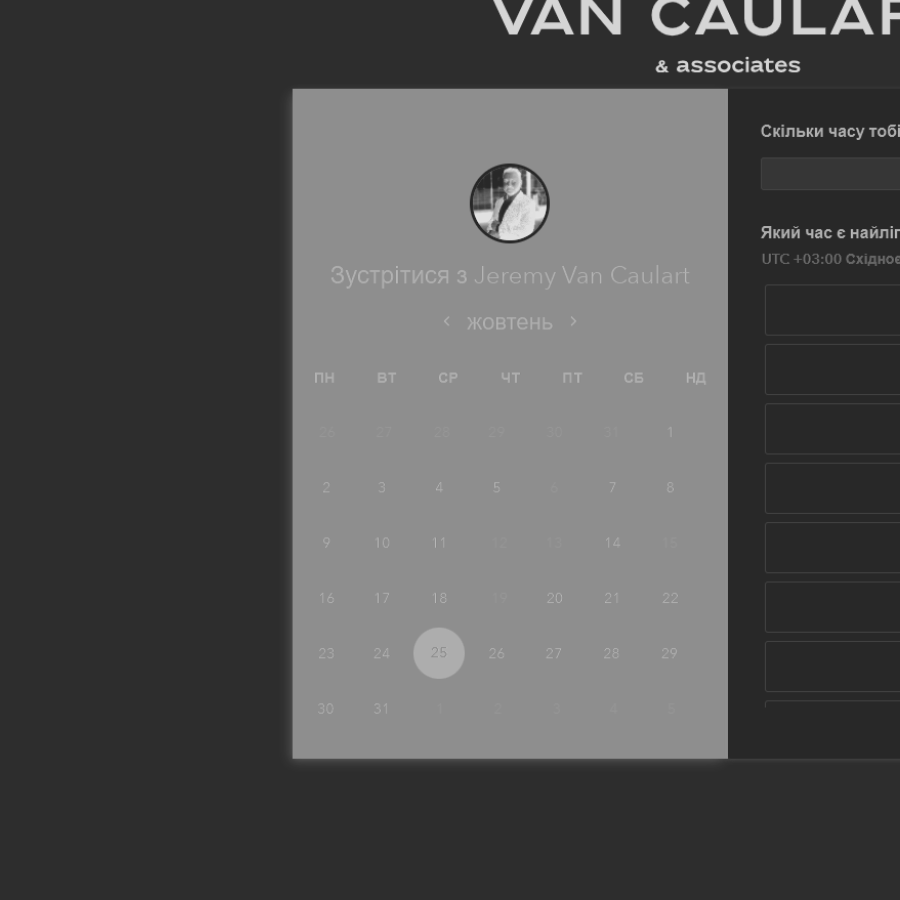 VAN CAULAR
& associates
Зустрітися з Jeremy Van Caulart
жовтень
ПН ВТ СР ЧТ ПТ СБ НД
26 27 28 29 30 31 1
2 3 4 5 6 7 8
9 10 11 12 13 14 15
16 17 18 19 20 21 22
23 24 25 26 27 28 29
30 31 1 2 3 4 5
Скільки часу тобі
Який час є найліп
UTC +03:00 Східноє